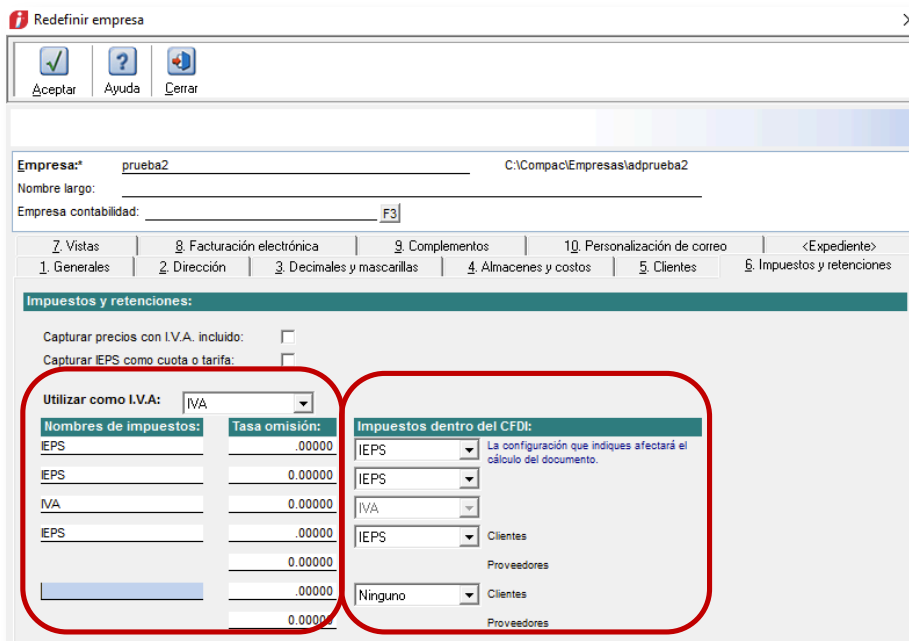 Redefinir empresa
Aceptar Ayuda Cerrar
Empresa:* prueba2 C:\Compac\Empresas\adprueba2
Nombre largo:
Empresa contabilidad: F3
7. Vistas 8. Facturación electrónica 9. Complementos 10. Personalización de correo <Expediente>
1. Generales 2. Dirección 3. Decimales y mascarillas 4. Almacenes y costos 5. Clientes 6. Impuestos y retenciones
Impuestos y retenciones:
Capturar precios con I.V.A. incluido:
Capturar IEPS como cuota o tarifa:
Utilizar como I.V.A: IVA
Nombres de impuestos: Tasa omisión: Impuestos dentro del CFDI:
IEPS .00000 IEPS La configuración que indiques afectará el
cálculo del documento.
IEPS 0.00000 IEPS
IVA 0.00000 IVA
IEPS .00000 IEPS Clientes
0.00000 Proveedores
.00000 Ninguno Clientes
0.00000 Proveedores